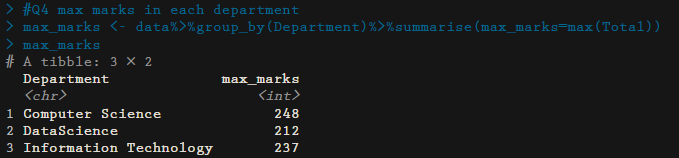 > #Q4 max marks in each department
> max_marks <- data%>%group_by(Department)%>%summarise(max_marks=max(Total))
> max_marks
# A tibble: 3 × 2
Department max_marks
<chr> <int>
1 Computer Science 248
2 DataScience 212
3 Information Technology 237